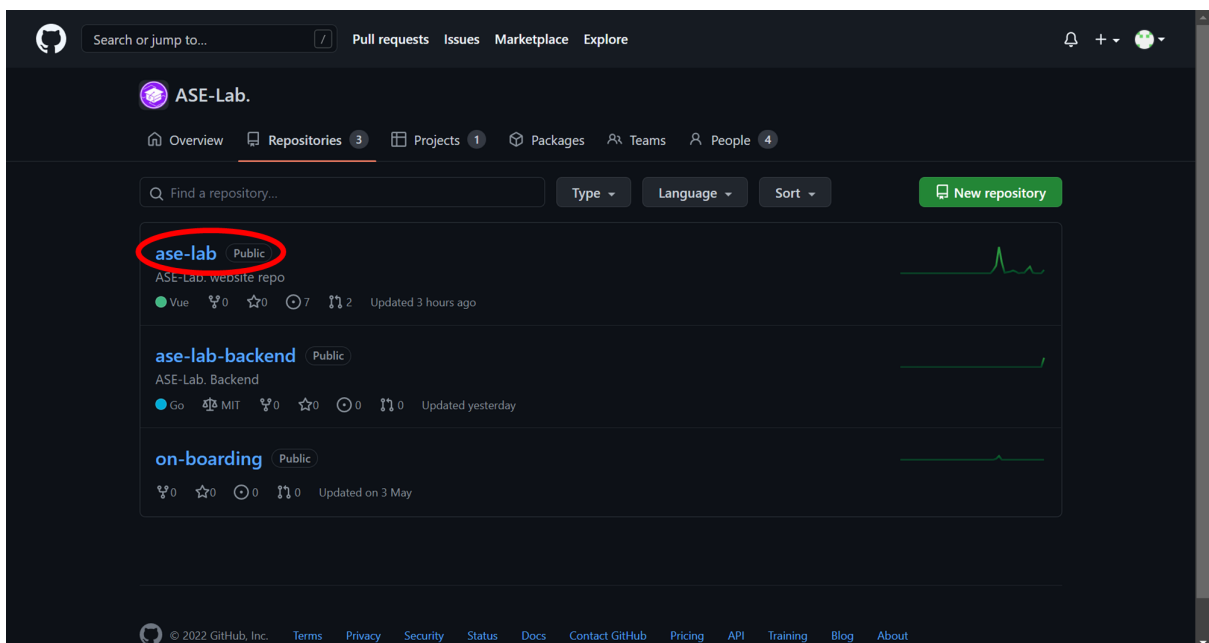 Search or jump to... / Pull requests Issues Marketplace Explore
ASE-Lab.
Overview Repositories 3 Projects 1 Packages Teams People 4
Find a repository... Type Language Sort New repository
ase-lab Public
ASE-Lab. website repo
Vue 0 0 7 2 Updated 3 hours ago
ase-lab-backend Public
ASE-Lab. Backend
Go MIT 0 0 0 0 Updated yesterday
on-boarding Public
0 0 0 0 Updated on 3 May
© 2022 GitHub, Inc. Terms Privacy Security Status Docs Contact GitHub Pricing API Training Blog About